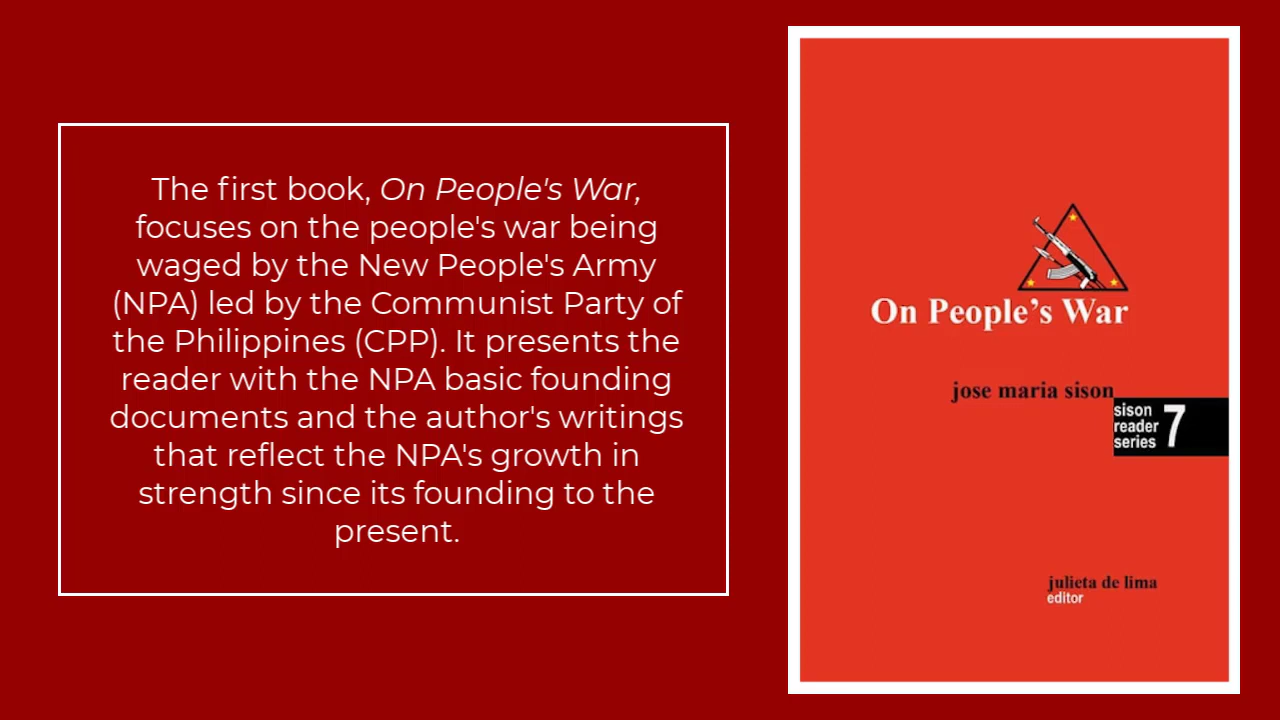 The first book, On People's War,
focuses on the people's war being
waged by the New People's Army
(NPA) led by the Communist Party of
the Philippines (CPP). It presents the
reader with the NPA basic founding
documents and the author's writings
that reflect the NPA's growth in
strength since its founding to the
present.
On People's War
jose maria sison
sison
reader
series 7
julieta de lima
editor